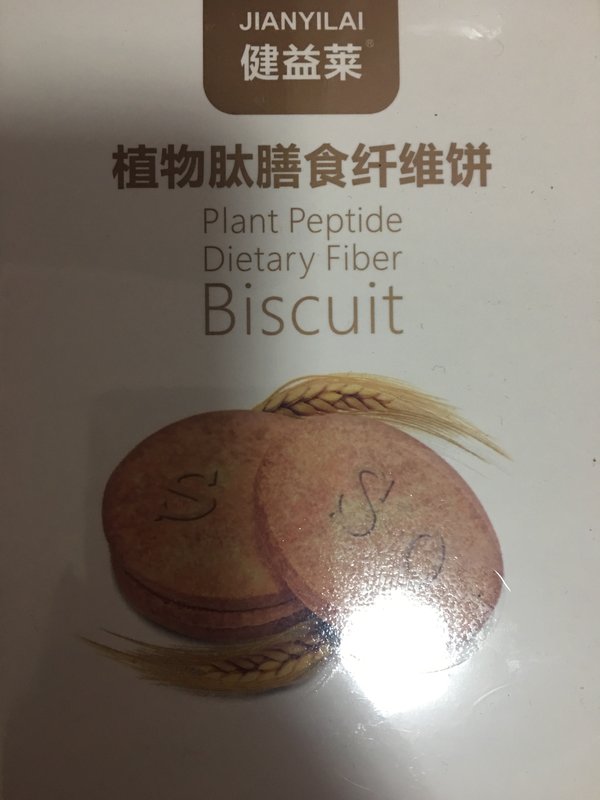 JIANYILAI
健益莱®
植物肽膳食纤维饼
Plant Peptide
Dietary Fiber
Biscuit
S
S
O